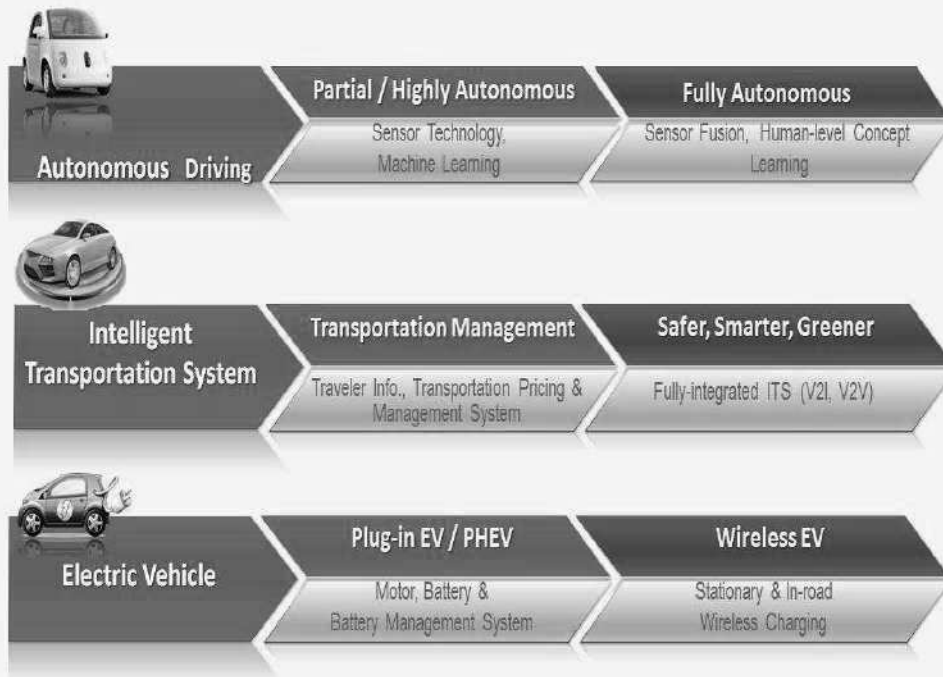 Autonomous Driving
Partial / Highly Autonomous
Sensor Technology,
Machine Learning
Fully Autonomous
Sensor Fusion, Human-level Concept
Learning
Intelligent
Transportation System
Transportation Management
Traveler Info., Transportation Pricing &
Management System
Safer, Smarter, Greener
Fully-integrated ITS (V2I, V2V)
Electric Vehicle
Plug-in EV / PHEV
Motor, Battery &
Battery Management System
Wireless EV
Stationary & In-road
Wireless Charging